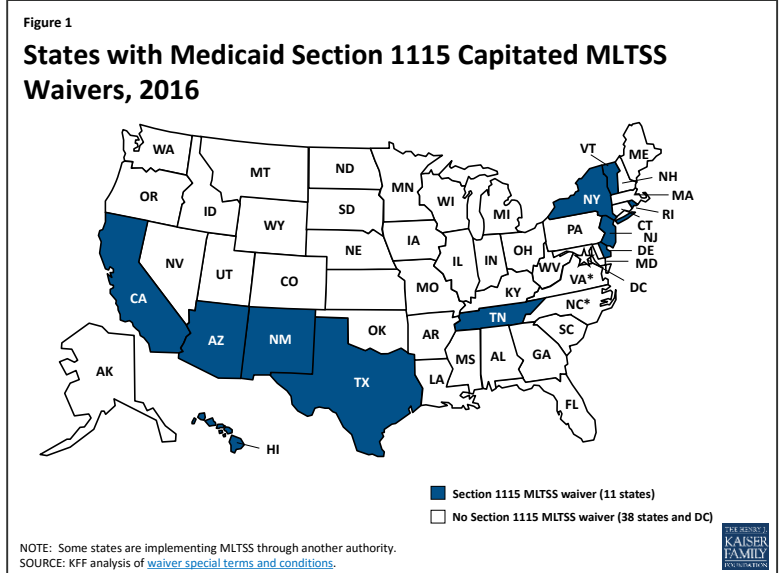 Figure 1
States with Medicaid Section 1115 Capitated MLTSS
Waivers, 2016
WA
OR
CA
NV
ID
MT
WY
UT
AZ
CO
NM
ND
SD
NE
OK
TX
MN
IA
MO
AR
LA
WI
IL
MI
IN
OH
KY
TN
MS
AL
GA
FL
SC
NC*
VA*
WV
PA
NY
VT
ME
NH
MA
RI
CT
NJ
DE
MD
DC
AK
HI
Section 1115 MLTSS waiver (11 states)
No Section 1115 MLTSS waiver (38 states and DC)
NOTE: Some states are implementing MLTSS through another authority.
SOURCE: KFF analysis of waiver special terms and conditions.
THE HENRY J.
KAISER
FAMILY
FOUNDATION